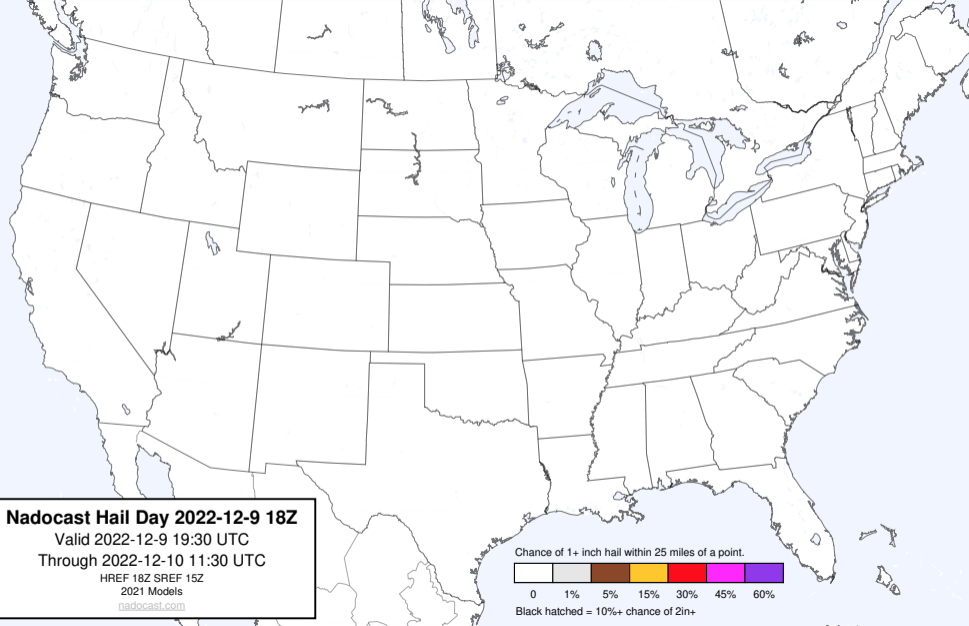 Nadocast Hail Day 2022-12-9 18Z
Valid 2022-12-9 19:30 UTC
Through 2022-12-10 11:30 UTC
HREF 18Z SREF 15Z
2021 Models
nadocast.com
Chance of 1+ inch hail within 25 miles of a point.
0 1% 5% 15% 30% 45% 60%
Black hatched = 10%+ chance of 2in+